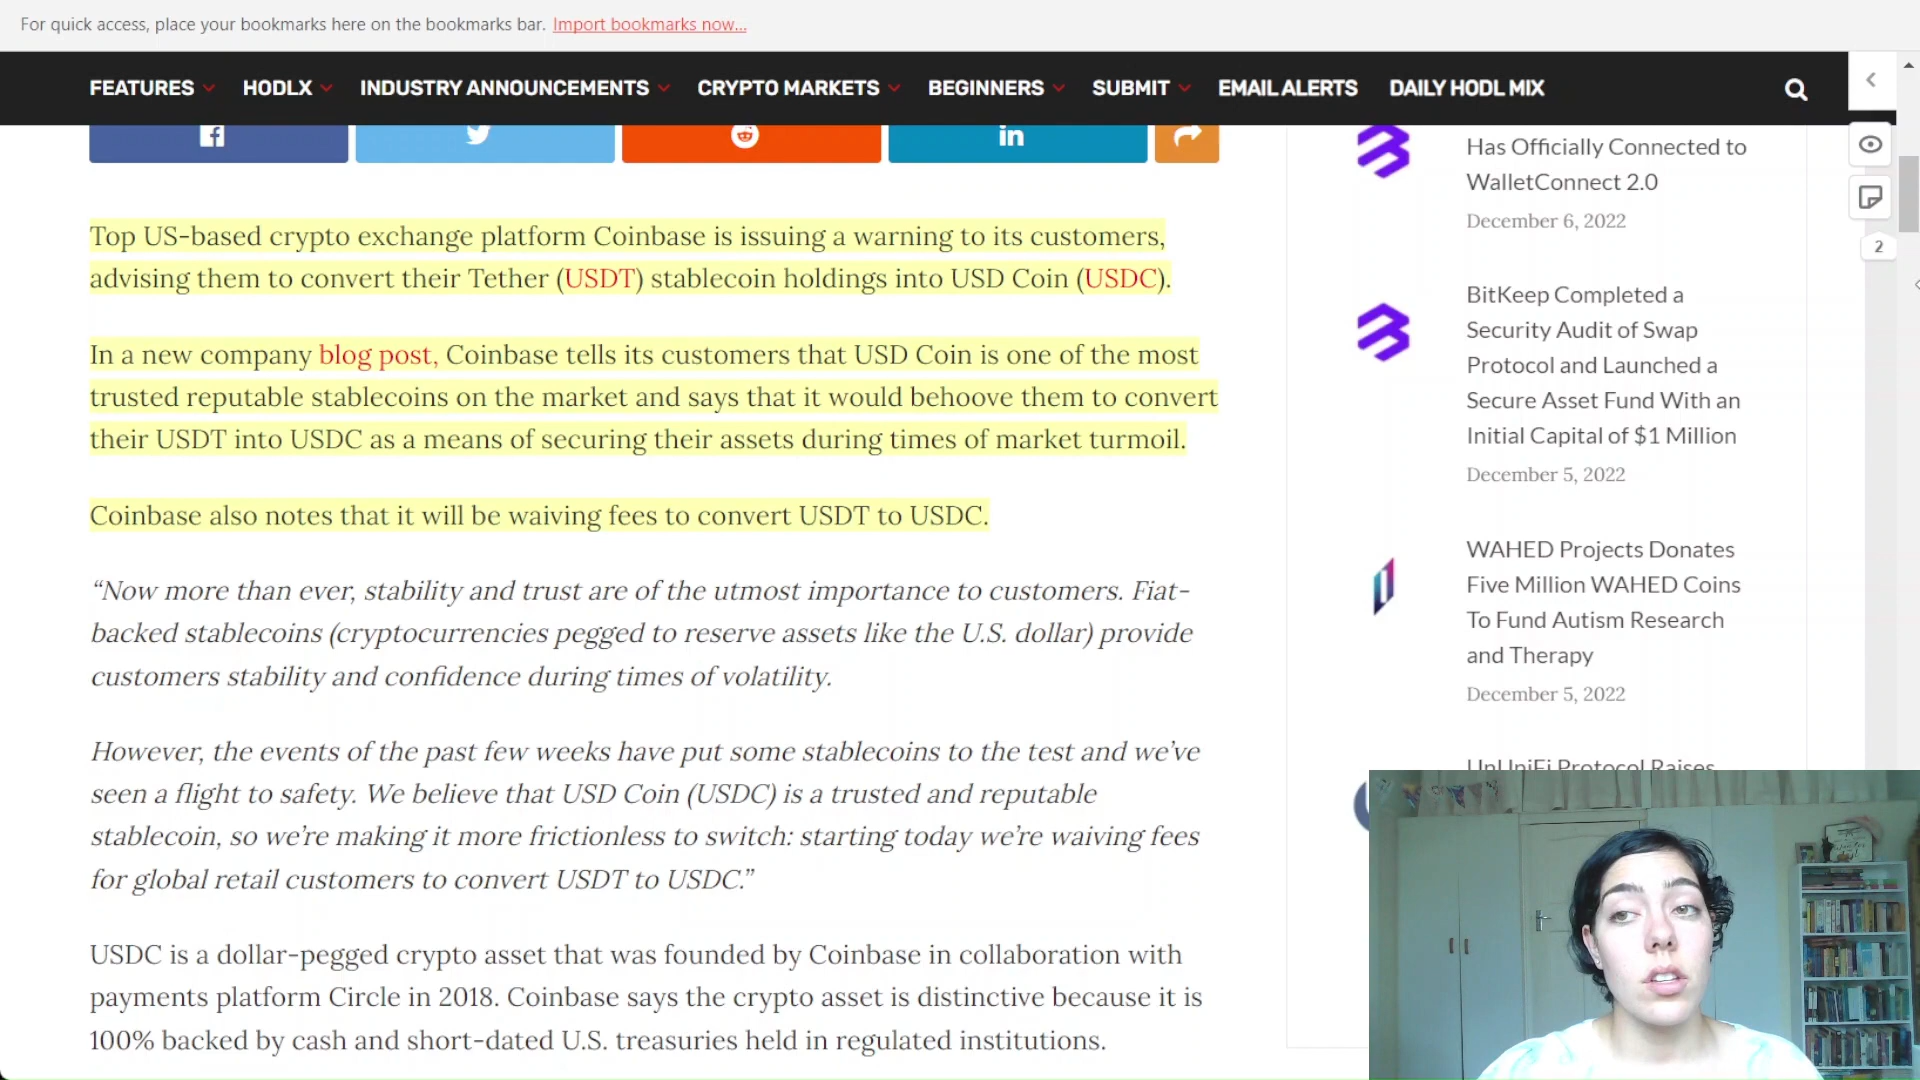 For quick access, place your bookmarks here on the bookmarks bar. Import bookmarks now...
FEATURES HODLX INDUSTRY ANNOUNCEMENTS CRYPTO MARKETS BEGINNERS SUBMIT EMAIL ALERTS DAILY HODL MIX
Top US-based crypto exchange platform Coinbase is issuing a warning to its customers,
advising them to convert their Tether (USDT) stablecoin holdings into USD Coin (USDC).
In a new company blog post, Coinbase tells its customers that USD Coin is one of the most
trusted reputable stablecoins on the market and says that it would behoove them to convert
their USDT into USDC as a means of securing their assets during times of market turmoil.
Coinbase also notes that it will be waiving fees to convert USDT to USDC.
“Now more than ever, stability and trust are of the utmost importance to customers. Fiat-
backed stablecoins (cryptocurrencies pegged to reserve assets like the U.S. dollar) provide
customers stability and confidence during times of volatility.
However, the events of the past few weeks have put some stablecoins to the test and we’ve
seen a flight to safety. We believe that USD Coin (USDC) is a trusted and reputable
stablecoin, so we’re making it more frictionless to switch: starting today we’re waiving fees
for global retail customers to convert USDT to USDC.”
USDC is a dollar-pegged crypto asset that was founded by Coinbase in collaboration with
payments platform Circle in 2018. Coinbase says the crypto asset is distinctive because it is
100% backed by cash and short-dated U.S. treasuries held in regulated institutions.
Has Officially Connected to
WalletConnect 2.0
December 6, 2022
BitKeep Completed a
Security Audit of Swap
Protocol and Launched a
Secure Asset Fund With an
Initial Capital of $1 Million
December 5, 2022
WAHED Projects Donates
Five Million WAHED Coins
To Fund Autism Research
and Therapy
December 5, 2022
UnUniFi Protocol Raises
2